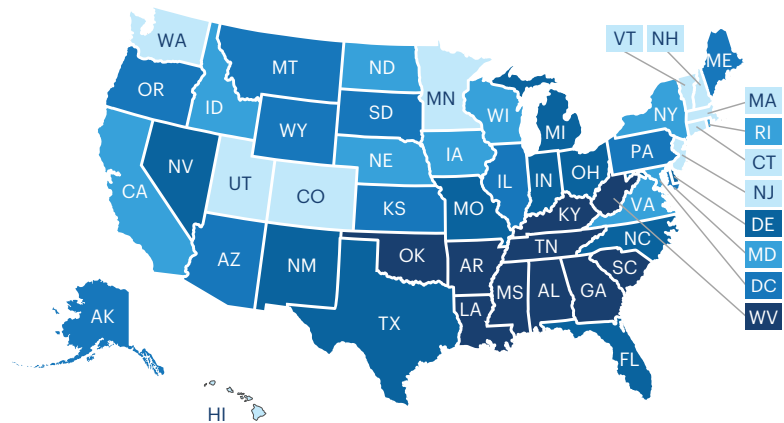 WA
VT NH
ME
MT
ND
OR
MN
ID
MA
WI
NY
SD
WY
MI
RI
IA
PA
CT
NE
NV
OH
IL
IN
UT
CO
NJ
CA
VA
KS
MO
KY
DE
NC
TN
MD
OK
AZ
AR
NM
SC
DC
MS
AL
GA
LA
WV
AK
TX
FL
HI